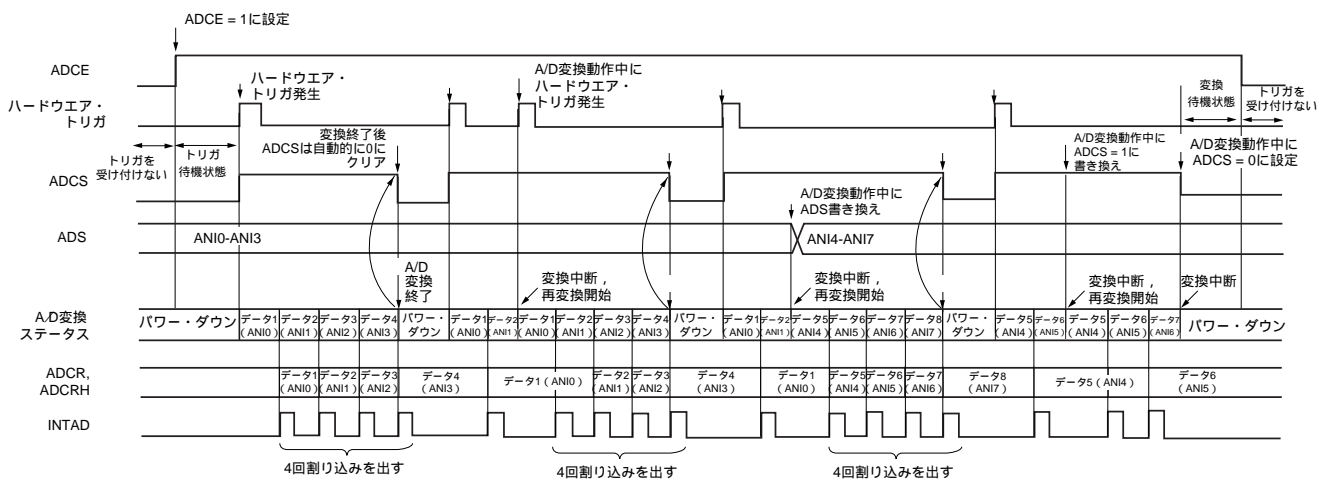 ADCE = 1に設定
ADCE
ハードウエア・
トリガ発生
A/D変換動作中に
ハードウエア・
トリガ発生
変換
待機状態
トリガを
受け付けない
ハードウエア・
トリガ
トリガを
受け付けない
トリガ
待機状態
変換終了後
ADCSは自動的に0に
クリア
A/D変換動作中に
ADCS = 1に
書き換え
A/D変換動作中に
ADCS = 0に設定
ADCS
A/D変換動作中に
ADS書き換え
ADS
ANI0-ANI3
ANI4-ANI7
A/D
変換
終了
変換中断，
再変換開始
変換中断，
再変換開始
変換中断，
再変換開始
変換中断
A/D変換
ステータス
パワー・ダウン
データ1
(ANI0)
データ2
(ANI1)
データ3
(ANI2)
データ4
(ANI3)
パワー・
ダウン
データ1
(ANI0)
データ2
(ANI1)
データ1
(ANI0)
データ2
(ANI1)
データ3
(ANI2)
データ4
(ANI3)
パワー・
ダウン
データ1
(ANI0)
データ2
(ANI1)
データ5
(ANI4)
データ6
(ANI5)
データ7
(ANI6)
データ8
(ANI7)
パワー・
ダウン
データ5
(ANI4)
データ6
(ANI5)
データ5
(ANI4)
データ6
(ANI5)
データ7
(ANI6)
パワー・ダウン
ADCR,
ADCRH
データ1
(ANI0)
データ2
(ANI1)
データ3
(ANI2)
データ4
(ANI3)
データ1（ANI0）
データ2
(ANI1)
データ3
(ANI2)
データ4
(ANI3)
データ1
(ANI0)
データ5
(ANI4)
データ6
(ANI5)
データ7
(ANI6)
データ8
(ANI7)
データ5（ANI4）
データ6
(ANI5)
INTAD
4回割り込みを出す
4回割り込みを出す
4回割り込みを出す